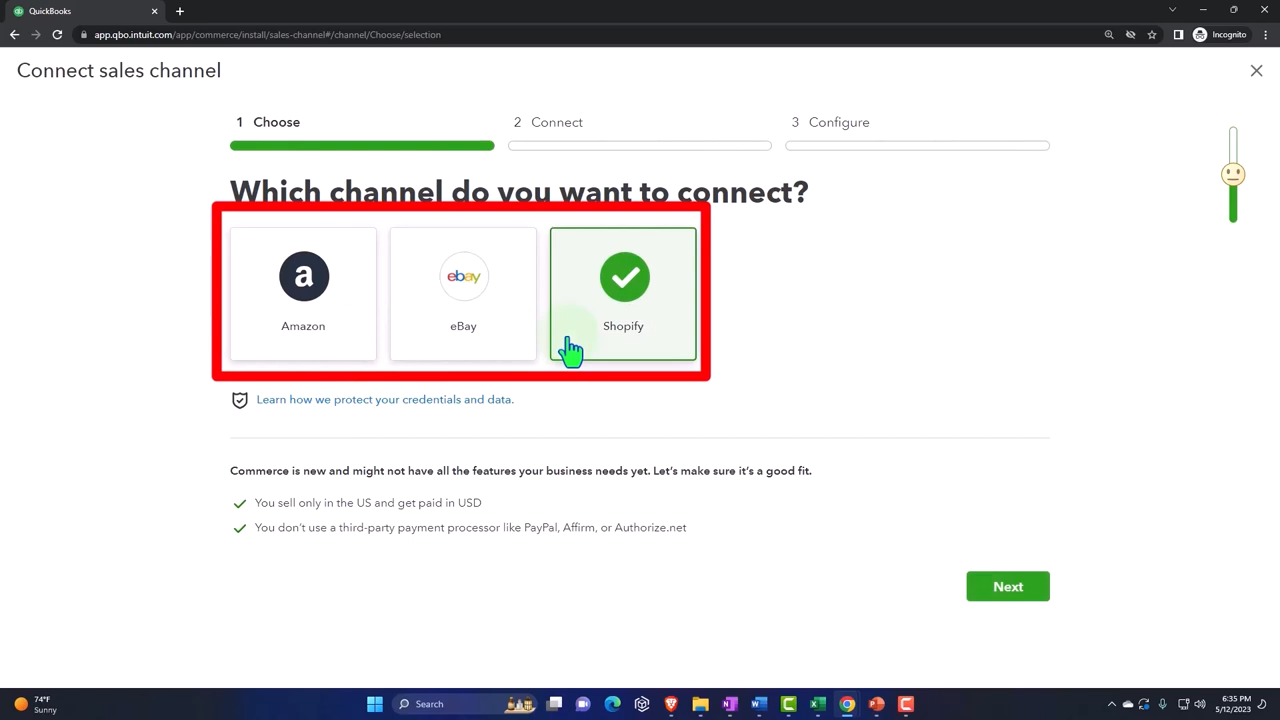 QuickBooks
app.qbo.intuit.com/app/commerce/install/sales-channel#/channel/Choose/selection
Incognito
Connect sales channel
1 Choose
2 Connect
3 Configure
Which channel do you want to connect?
a
Amazon
ebay
eBay
Shopify
Learn how we protect your credentials and data.
Commerce is new and might not have all the features your business needs yet. Let's make sure it's a good fit.
You sell only in the US and get paid in USD
You don't use a third-party payment processor like PayPal, Affirm, or Authorize.net
Next
74°F
Sunny
Search
6:35 PM
5/12/2023